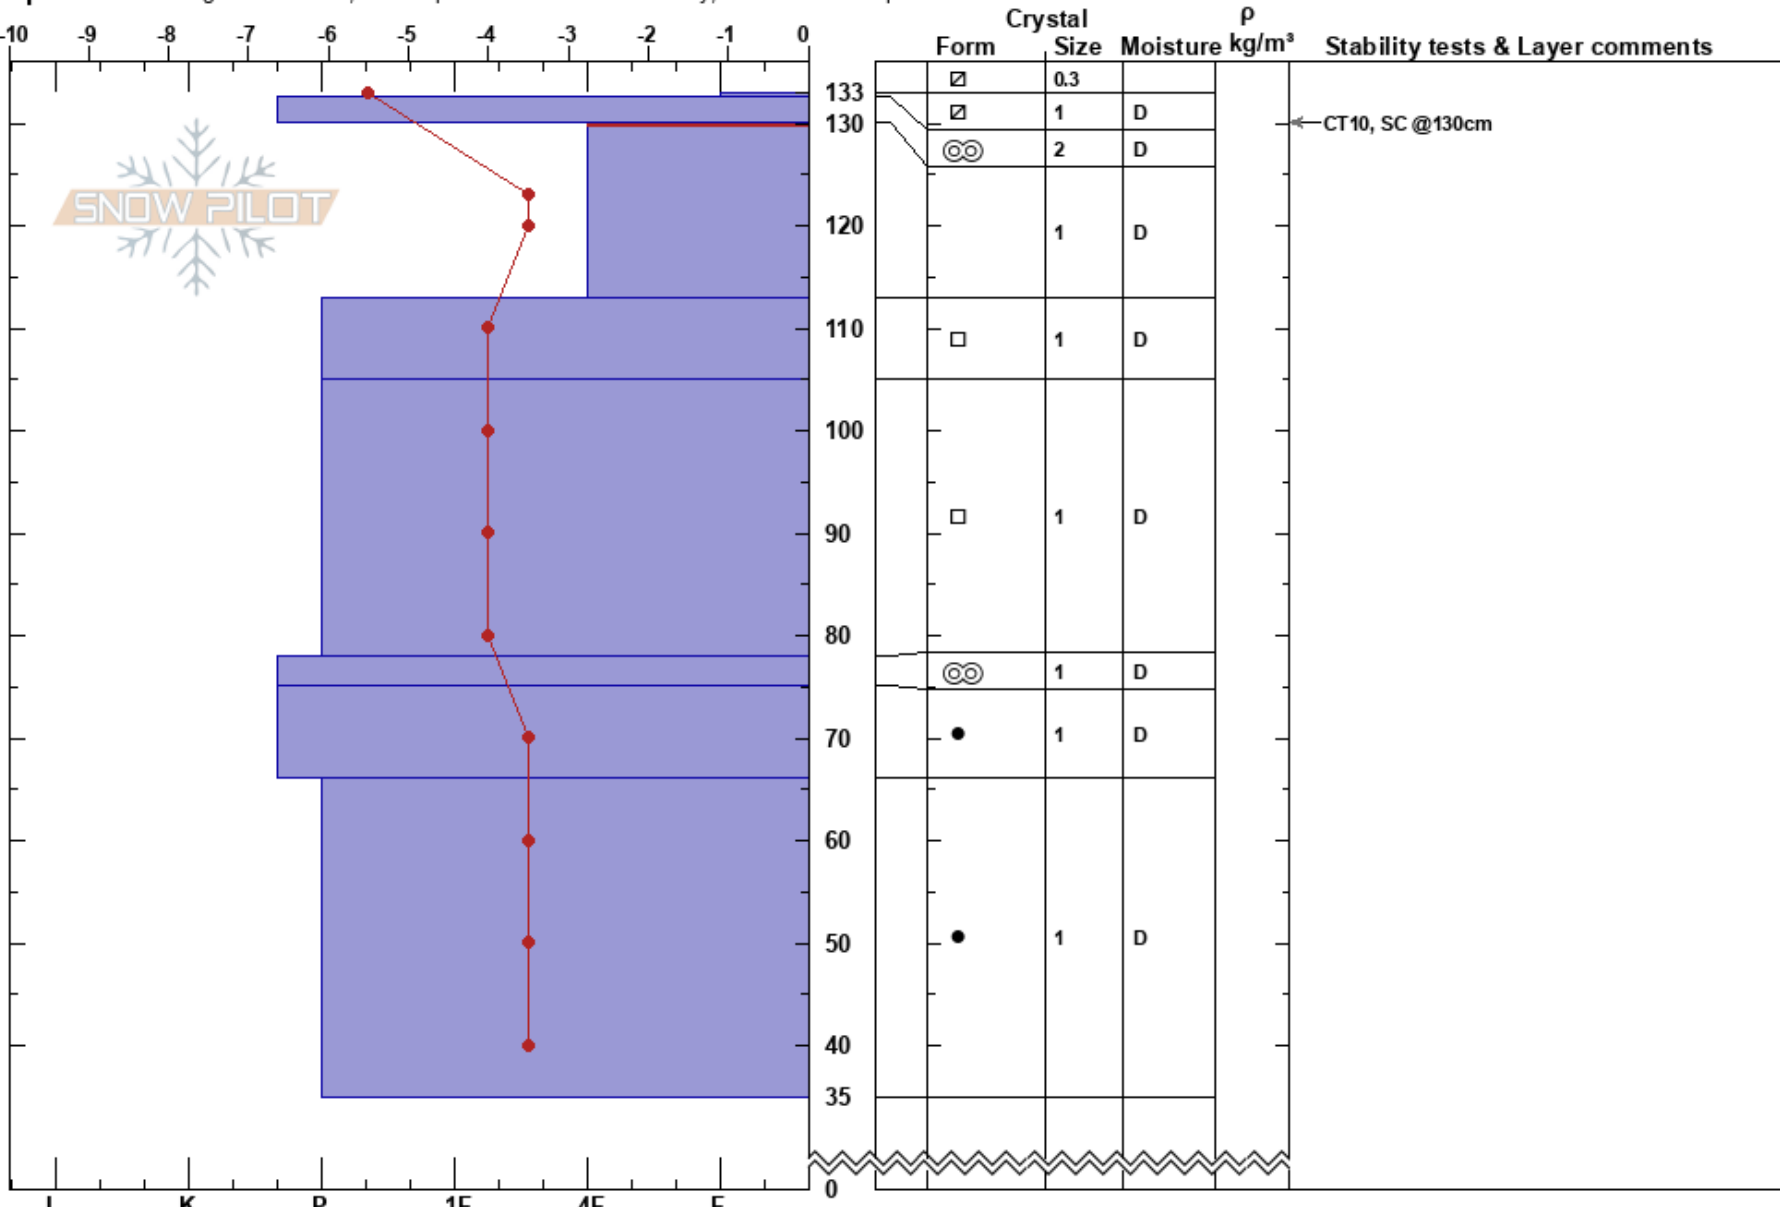 Crystal ρ
-10 -9 -8 -7 -6 -5 -4 -3 -2 -1 0
Form Size Moisture kg/m³ Stability tests & Layer comments
0.3
133
1 D
130 CT10, SC @130cm
2 D
SNOW PILOT
120
1 D
110
1 D
100
1 D
90
80
1 D
70
1 D
60
50
1 D
40
35
0
I K P 1F 4F F